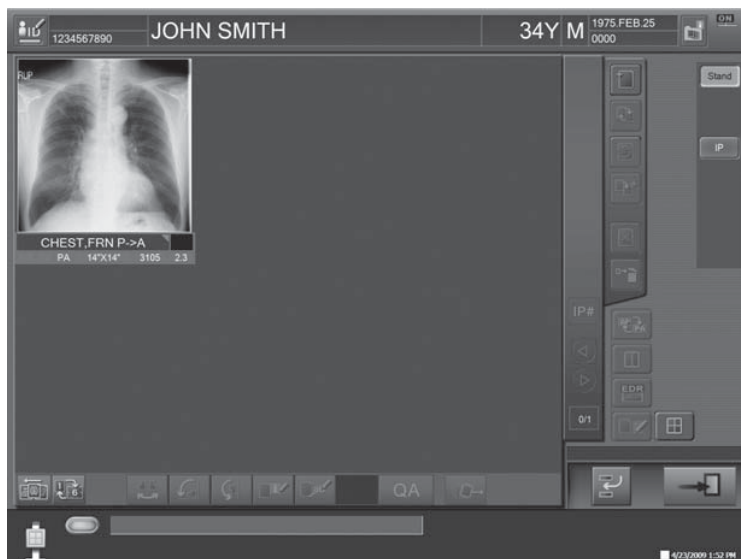 ON
1234567890 JOHN SMITH 34Y M 1975.FEB.25
0000
RUP
Stand
IP
CHEST,FRN P->A
PA 14"X14" 3105 2.3
IP#
EDR
0/1
QA
4/23/2009 1:52 PM